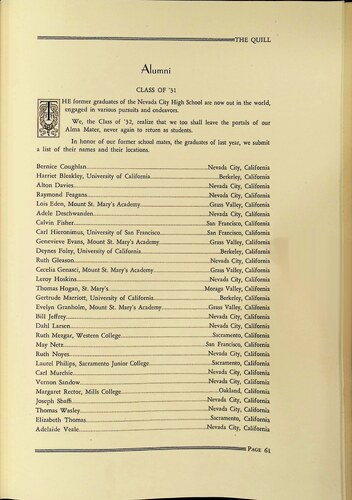 THE QUILL
Alumni
CLASS OF '31
THE former graduates of the Nevada City High School are now out in the world,
engaged in various pursuits and endeavors.
We, the Class of '32, realize that we too shall leave the portals of our
Alma Mater, never again to return as students.
In honor of our former school mates, the graduates of last year, we submit
a list of their names and their locations.
Bernice Coughlan Nevada City, California
Harriet Bleakley, University of California Berkeley, California
Alton Davies Nevada City, California
Raymond Feagans Nevada City, California
Lois Eden, Mount St. Mary's Academy Grass Valley, California
Adele Deschwanden Nevada City, California
Calvin Fisher San Francisco, California
Carl Hieronimus, University of San Francisco San Francisco, California
Genevieve Evans, Mount St. Mary's Academy Grass Valley, California
Deynes Foley, University of California Berkeley, California
Ruth Gleason Nevada City, California
Cecelia Genasci, Mount St. Mary's Academy Grass Valley, California
Leroy Hoskins Nevada City, California
Thomas Hogan, St. Mary's Moraga Valley, California
Gertrude Marriott, University of California Berkeley, California
Evelyn Granholm, Mount St. Mary's Academy Grass Valley, California
Bill Jeffery Nevada City, California
Dahl Larsen Nevada City, California
Ruth Mezgar, Western College Sacramento, California
May Netz San Francisco, California
Ruth Noyes Nevada City, California
Laurel Philips, Sacramento Junior College Sacramento, California
Carl Murchie Nevada City, California
Vernon Sandow Nevada City, California
Margaret Rector, Mills College Oakland, California
Joseph Sbaffi Nevada City, California
Thomas Wasley Nevada City, California
Elizabeth Thomas Sacramento, California
Adelaide Veale Nevada City, California
PAGE 61